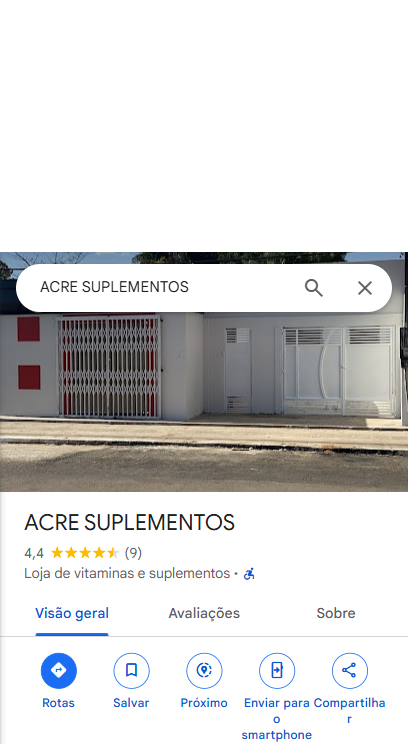 ACRE SUPLEMENTOS
ACRE SUPLEMENTOS
4,4 (9)
Loja de vitaminas e suplementos ·
Visão geral Avaliações Sobre
Rotas Salvar Próximo Enviar para o smartphone Compartilhar